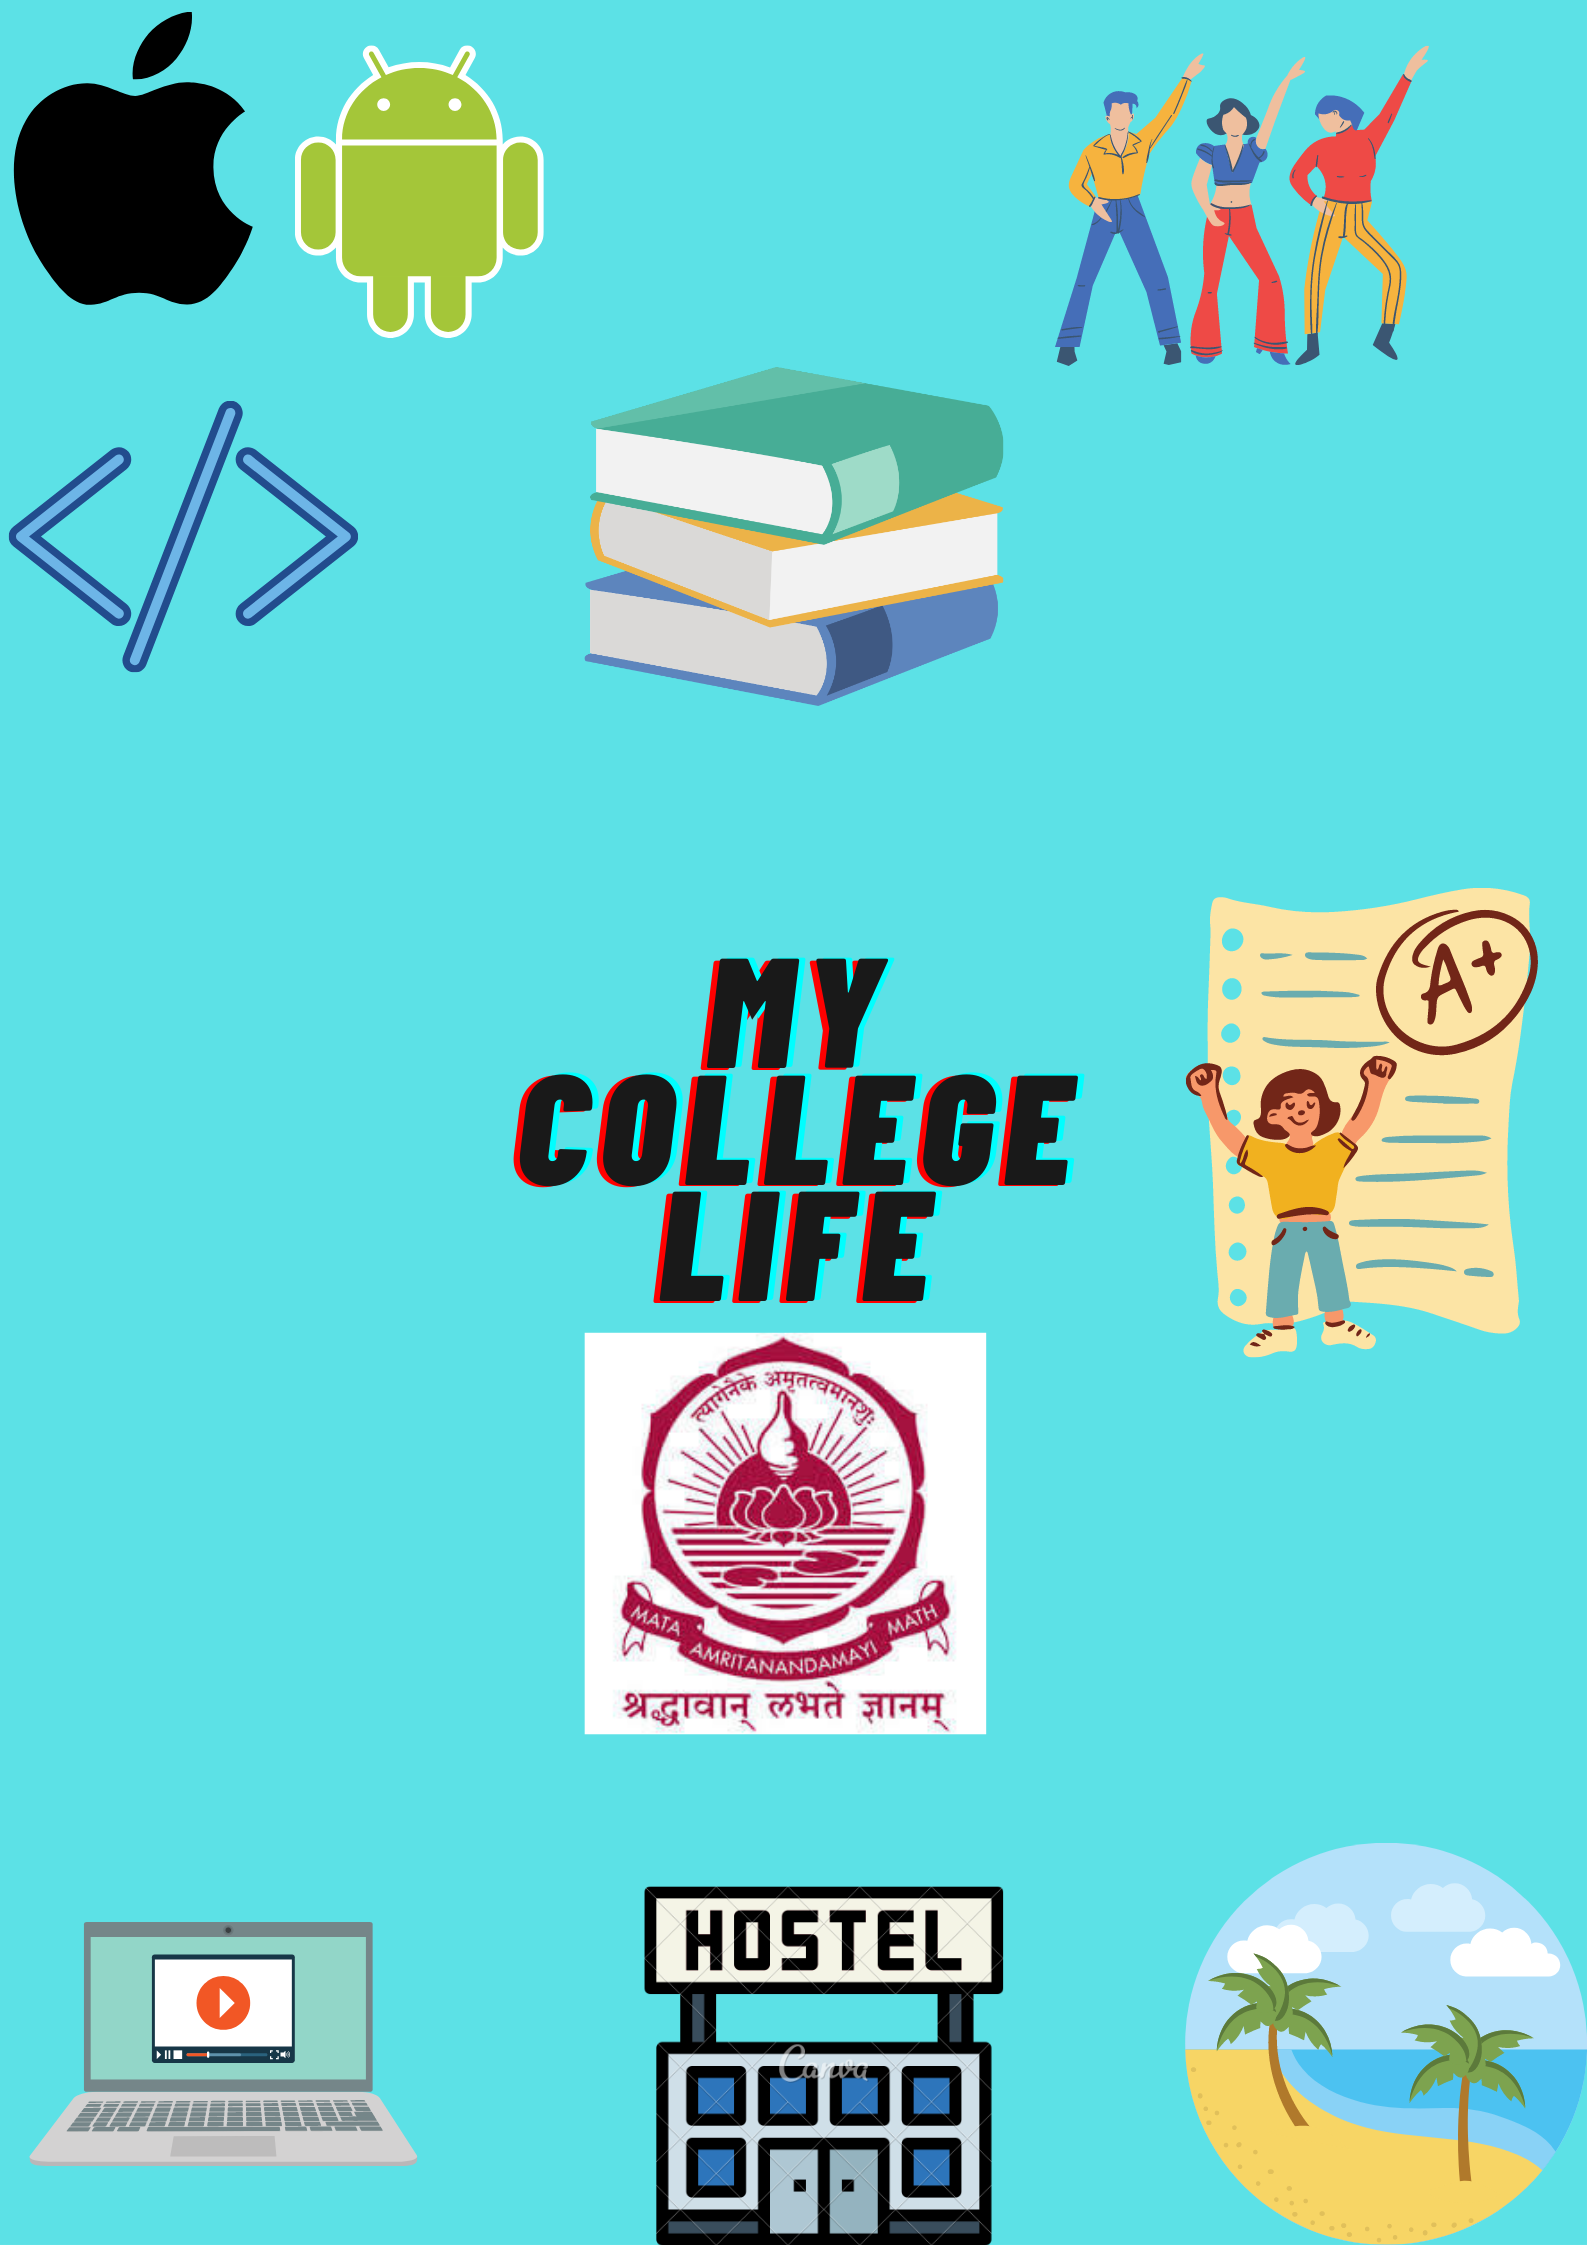 A+
MY
COLLEGE
LIFE
त्यागेनैके अमृतत्वमानशुः
MATA AMRITANANDAMAYI MATH
श्रद्धावान् लभते ज्ञानम्
HOSTEL
Canva